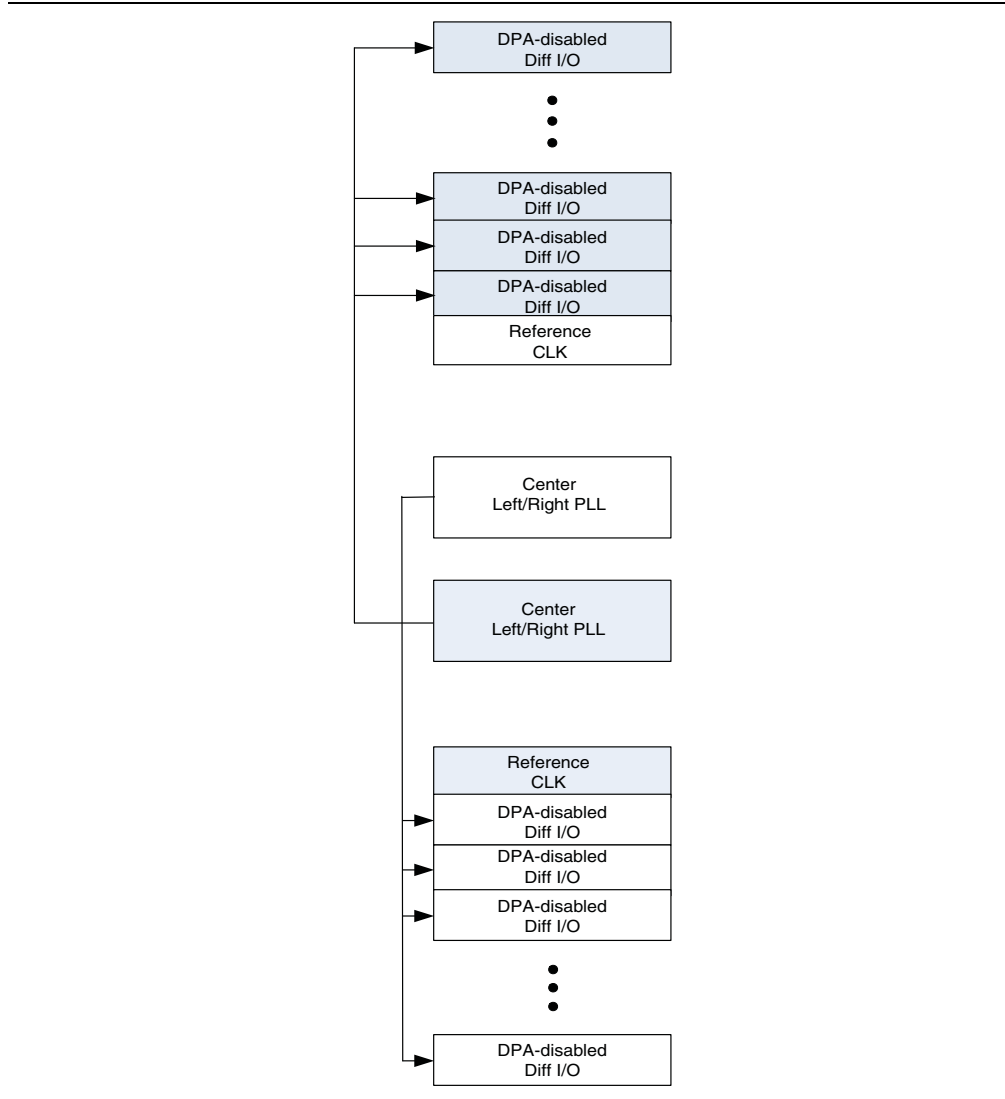 DPA-disabled
Diff I/O
DPA-disabled
Diff I/O
DPA-disabled
Diff I/O
DPA-disabled
Diff I/O
Reference
CLK
Center
Left/Right PLL
Center
Left/Right PLL
Reference
CLK
DPA-disabled
Diff I/O
DPA-disabled
Diff I/O
DPA-disabled
Diff I/O
DPA-disabled
Diff I/O